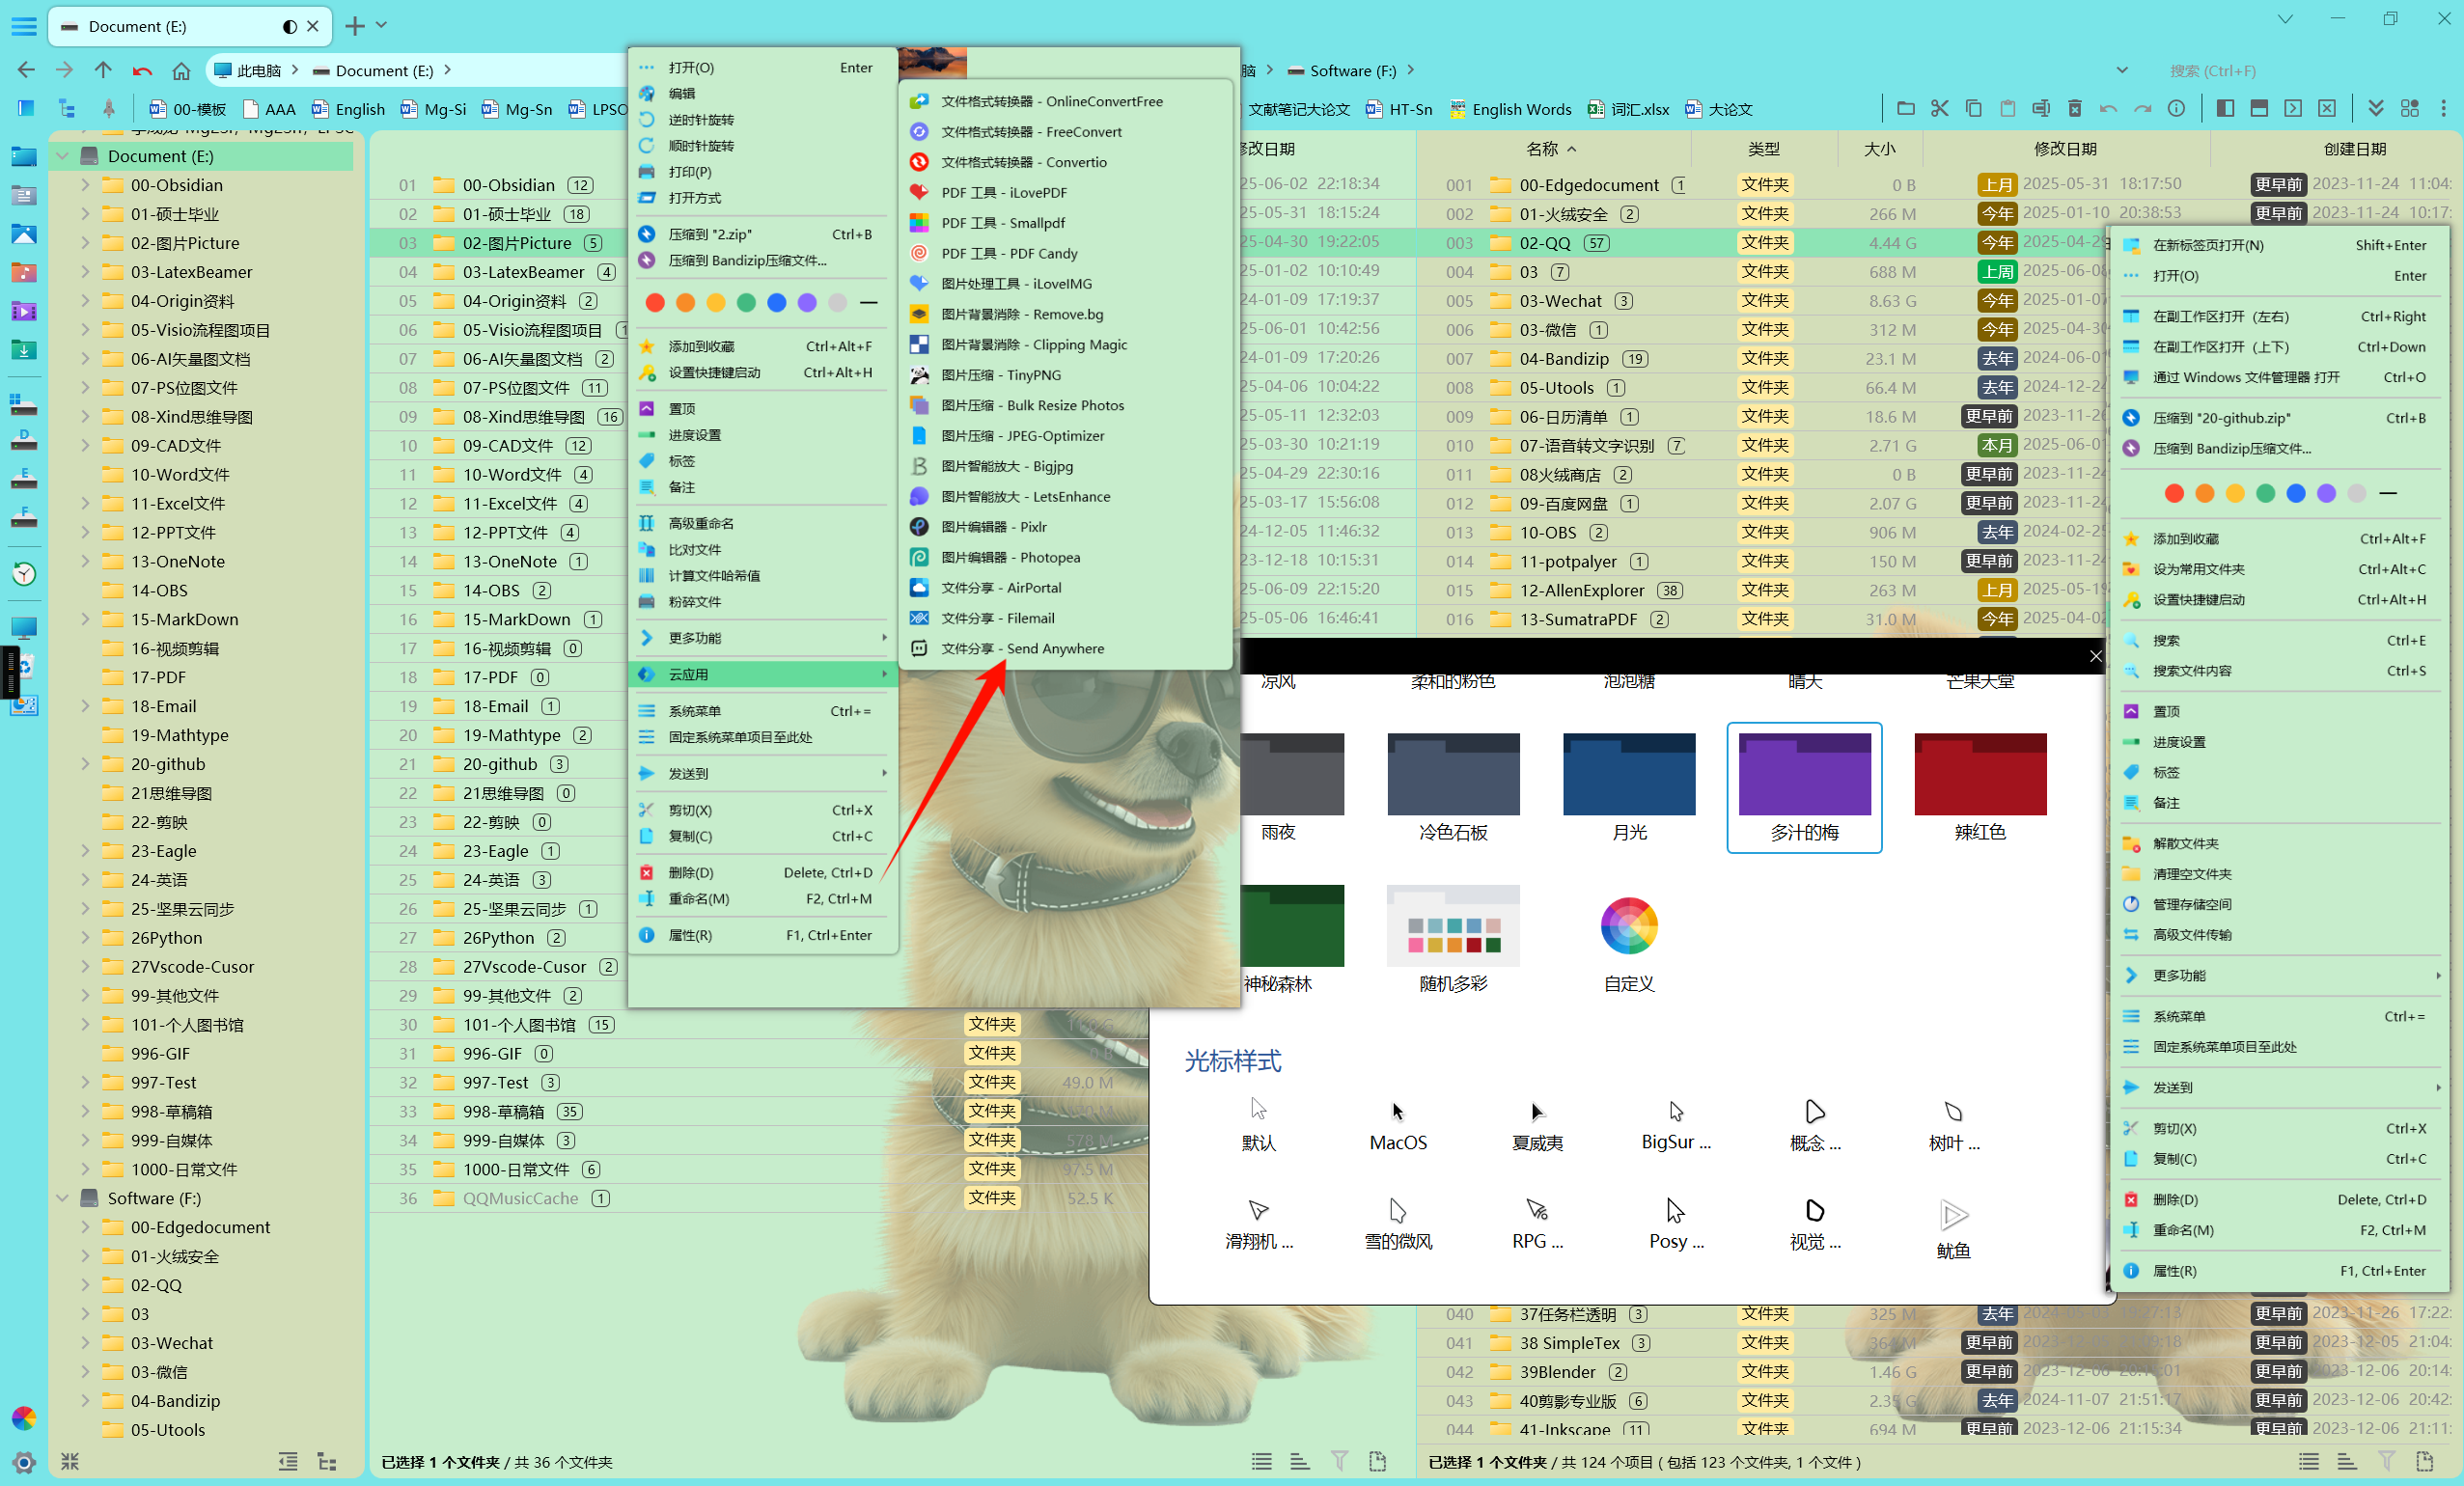 Document (E:)
此电脑 > Document (E:) >
脑 > Software (F:) >
搜索 (Ctrl+F)
00-模板 AAA English Mg-Si Mg-Sn LPSO
文献笔记大论文 HT-Sn English Words 词汇.xlsx 大论文
Document (E:)
00-Obsidian
01-硕士毕业
02-图片Picture
03-LatexBeamer
04-Origin资料
05-Visio流程图项目
06-AI矢量图文档
07-PS位图文件
08-Xind思维导图
09-CAD文件
10-Word文件
11-Excel文件
12-PPT文件
13-OneNote
14-OBS
15-MarkDown
16-视频剪辑
17-PDF
18-Email
19-Mathtype
20-github
21思维导图
22-剪映
23-Eagle
24-英语
25-坚果云同步
26Python
27Vscode-Cusor
99-其他文件
101-个人图书馆
996-GIF
997-Test
998-草稿箱
999-自媒体
1000-日常文件
Software (F:)
00-Edgedocument
01-火绒安全
02-QQ
03
03-Wechat
03-微信
04-Bandizip
05-Utools
01 00-Obsidian 12
02 01-硕士毕业 18
03 02-图片Picture 5
04 03-LatexBeamer 4
05 04-Origin资料 2
06 05-Visio流程图项目 1
07 06-AI矢量图文档 2
08 07-PS位图文件 11
09 08-Xind思维导图 16
10 09-CAD文件 12
11 10-Word文件 4
12 11-Excel文件 4
13 12-PPT文件 4
14 13-OneNote 1
15 14-OBS 2
16 15-MarkDown 1
17 16-视频剪辑 0
18 17-PDF 0
19 18-Email 1
20 19-Mathtype 2
21 20-github 3
22 21思维导图 0
23 22-剪映 0
24 23-Eagle 1
25 24-英语 3
26 25-坚果云同步 1
27 26Python 2
28 27Vscode-Cusor 2
29 99-其他文件 2
30 101-个人图书馆 15 文件夹
31 996-GIF 0 文件夹 0 B
32 997-Test 3 文件夹 49.0 M
33 998-草稿箱 35 文件夹
34 999-自媒体 3 文件夹 578 M
35 1000-日常文件 6 文件夹 97.5 M
36 QQMusicCache 1 文件夹 52.5 K
已选择 1 个文件夹 / 共 36 个文件夹
打开(O) Enter
编辑
逆时针旋转
顺时针旋转
打印(P)
打开方式
压缩到 "2.zip" Ctrl+B
压缩到 Bandizip压缩文件...
添加到收藏 Ctrl+Alt+F
设置快捷键启动 Ctrl+Alt+H
置顶
进度设置
标签
备注
高级重命名
比对文件
计算文件哈希值
粉碎文件
更多功能
云应用
系统菜单 Ctrl+=
固定系统菜单项目至此处
发送到
剪切(X) Ctrl+X
复制(C) Ctrl+C
删除(D) Delete, Ctrl+D
重命名(M) F2, Ctrl+M
属性(R) F1, Ctrl+Enter
文件格式转换器 - OnlineConvertFree
文件格式转换器 - FreeConvert
文件格式转换器 - Convertio
PDF 工具 - iLovePDF
PDF 工具 - Smallpdf
PDF 工具 - PDF Candy
图片处理工具 - iLoveIMG
图片背景消除 - Remove.bg
图片背景消除 - Clipping Magic
图片压缩 - TinyPNG
图片压缩 - Bulk Resize Photos
图片压缩 - JPEG-Optimizer
图片智能放大 - Bigjpg
图片智能放大 - LetsEnhance
图片编辑器 - Pixlr
图片编辑器 - Photopea
文件分享 - AirPortal
文件分享 - Filemail
文件分享 - Send Anywhere
修改日期
25-06-02 22:18:34
25-05-31 18:15:24
25-04-30 19:22:05
25-01-02 10:10:49
24-01-09 17:19:37
25-06-01 10:42:56
24-01-09 17:20:26
25-04-06 10:04:22
25-05-11 12:32:03
25-03-30 10:21:19
25-04-29 22:30:16
25-03-17 15:56:08
24-12-05 11:46:32
23-12-18 10:15:31
25-06-09 22:15:20
25-05-06 16:46:41
名称 类型 大小 修改日期 创建日期
001 00-Edgedocument 1 文件夹 0 B 上月 2025-05-31 18:17:50 更早前 2023-11-24 11:04:
002 01-火绒安全 2 文件夹 266 M 今年 2025-01-10 20:38:53 更早前 2023-11-24 10:17:
003 02-QQ 57 文件夹 4.44 G 今年 2025-04-29
004 03 7 文件夹 688 M 上周 2025-06-08
005 03-Wechat 3 文件夹 8.63 G 今年 2025-01-07
006 03-微信 1 文件夹 312 M 今年 2025-04-30
007 04-Bandizip 19 文件夹 23.1 M 去年 2024-06-01
008 05-Utools 1 文件夹 66.4 M 去年 2024-12-24
009 06-日历清单 1 文件夹 18.6 M 更早前 2023-11-26
010 07-语音转文字识别 7 文件夹 2.71 G 本月 2025-06-01
011 08火绒商店 2 文件夹 0 B 更早前 2023-11-24
012 09-百度网盘 1 文件夹 2.07 G 更早前 2023-11-24
013 10-OBS 2 文件夹 906 M 去年 2024-02-25
014 11-potpalyer 1 文件夹 150 M 更早前 2023-11-24
015 12-AllenExplorer 38 文件夹 263 M 上月 2025-05-19
016 13-SumatraPDF 2 文件夹 31.0 M 今年 2025-04-02
凉风 柔和的粉色 泡泡糖 晴天 芒果天堂
雨夜 冷色石板 月光 多汁的梅 辣红色
神秘森林 随机多彩 自定义
光标样式
默认 MacOS 夏威夷 BigSur ... 概念 ... 树叶 ...
滑翔机 ... 雪的微风 RPG ... Posy ... 视觉 ... 鱿鱼
040 37任务栏透明 3 文件夹 325 M 去年 更早前 2023-11-26 17:22:
041 38 SimpleTex 3 文件夹 364 M 更早前 更早前 2023-12-05 21:04:
042 39Blender 2 文件夹 1.46 G 更早前 更早前 2023-12-06 20:14:
043 40剪影专业版 6 文件夹 2.35 G 去年 2024-11-07 21:51:17 更早前 2023-12-06 20:42:
044 41-Inkscape 11 文件夹 694 M 更早前 2023-12-06 21:15:34 更早前 2023-12-06 21:11:
已选择 1 个文件夹 / 共 124 个项目 ( 包括 123 个文件夹, 1 个文件 )
在新标签页打开(N) Shift+Enter
打开(O) Enter
在副工作区打开（左右） Ctrl+Right
在副工作区打开（上下） Ctrl+Down
通过 Windows 文件管理器 打开 Ctrl+O
压缩到 "20-github.zip" Ctrl+B
压缩到 Bandizip压缩文件...
添加到收藏 Ctrl+Alt+F
设为常用文件夹 Ctrl+Alt+C
设置快捷键启动 Ctrl+Alt+H
搜索 Ctrl+E
搜索文件内容 Ctrl+S
置顶
进度设置
标签
备注
解散文件夹
清理空文件夹
管理存储空间
高级文件传输
更多功能
系统菜单 Ctrl+=
固定系统菜单项目至此处
发送到
剪切(X) Ctrl+X
复制(C) Ctrl+C
删除(D) Delete, Ctrl+D
重命名(M) F2, Ctrl+M
属性(R) F1, Ctrl+Enter